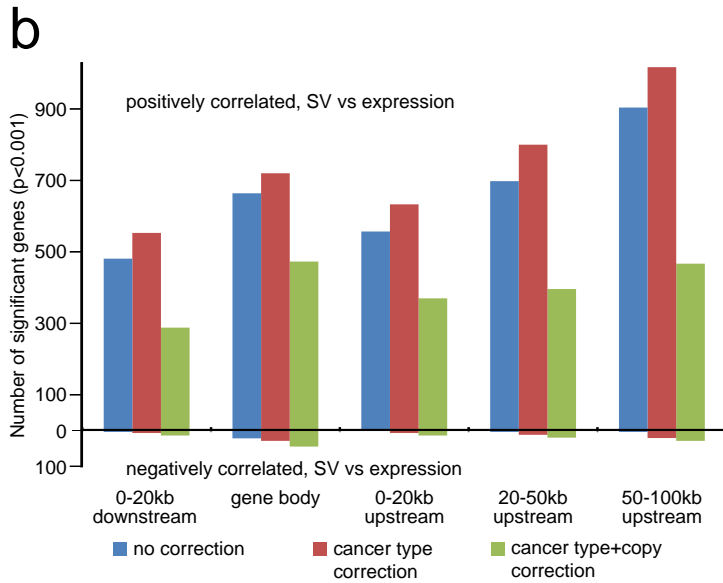 b
Number of significant genes (p<0.001)
positively correlated, SV vs expression
900
700
500
300
100
0
100
negatively correlated, SV vs expression
0-20kb
downstream
gene body
0-20kb
upstream
20-50kb
upstream
50-100kb
upstream
no correction
cancer type
correction
cancer type+copy
correction